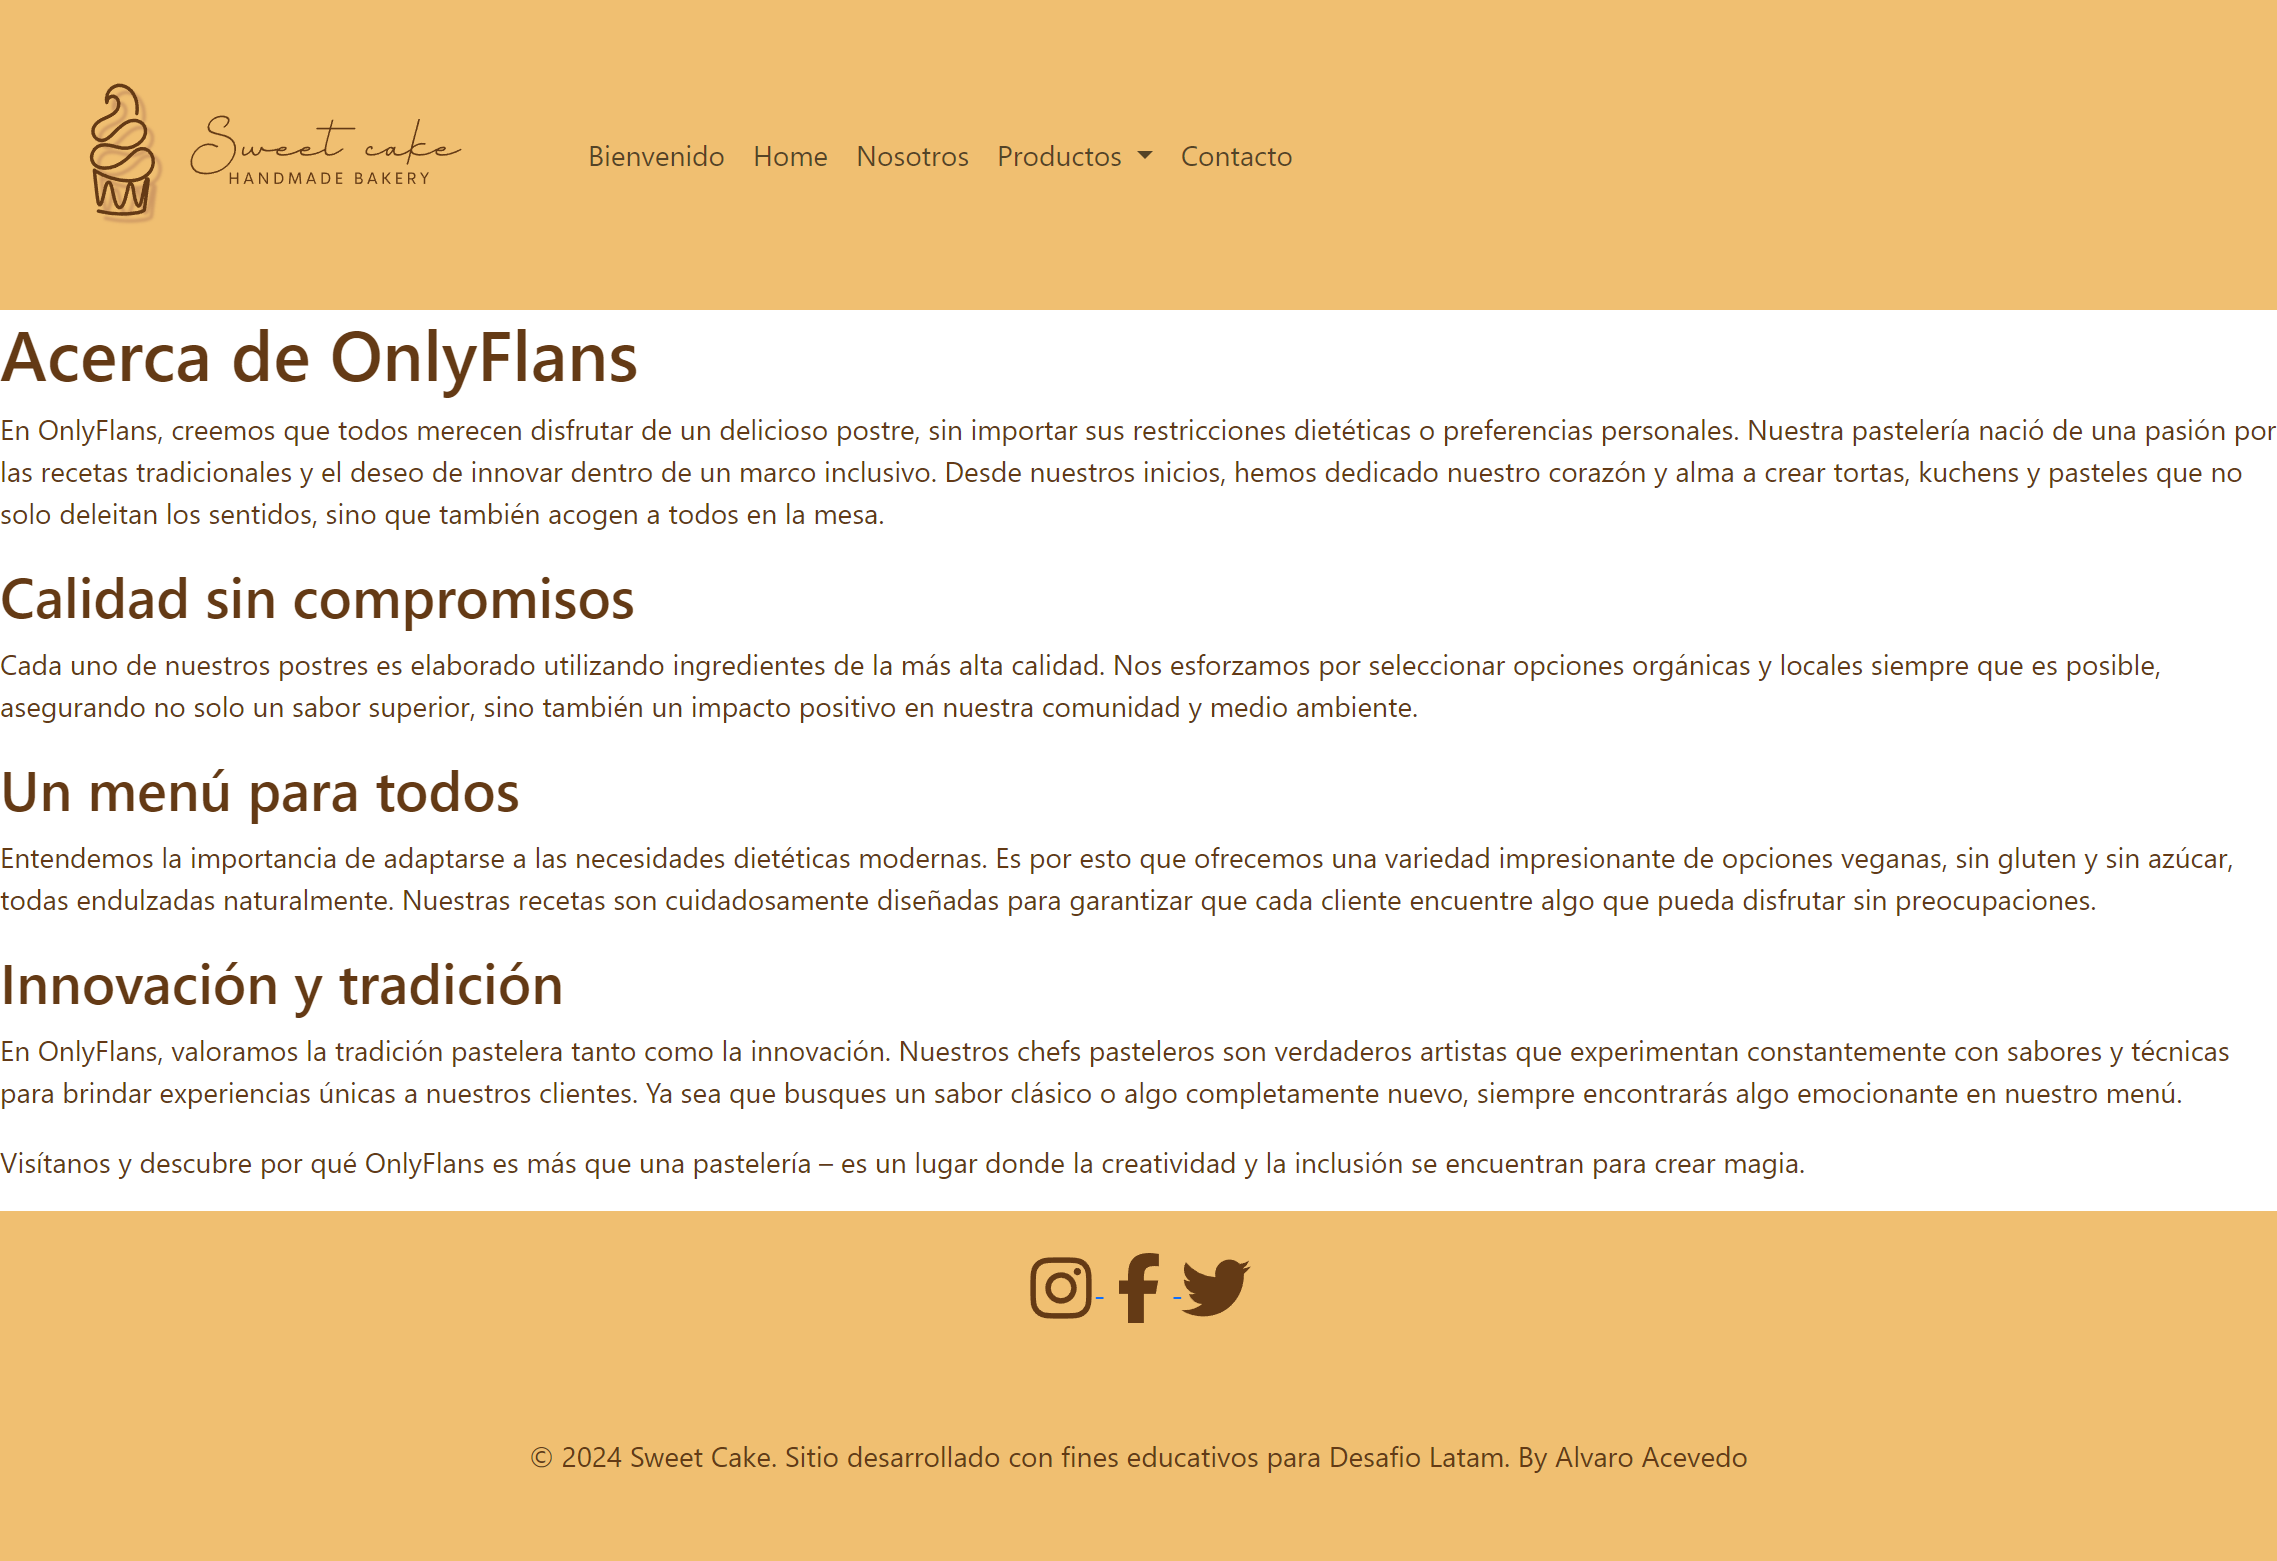 Sweet cake
HANDMADE BAKERY
Bienvenido Home Nosotros Productos Contacto
Acerca de OnlyFlans
En OnlyFlans, creemos que todos merecen disfrutar de un delicioso postre, sin importar sus restricciones dietéticas o preferencias personales. Nuestra pastelería nació de una pasión por
las recetas tradicionales y el deseo de innovar dentro de un marco inclusivo. Desde nuestros inicios, hemos dedicado nuestro corazón y alma a crear tortas, kuchens y pasteles que no
solo deleitan los sentidos, sino que también acogen a todos en la mesa.
Calidad sin compromisos
Cada uno de nuestros postres es elaborado utilizando ingredientes de la más alta calidad. Nos esforzamos por seleccionar opciones orgánicas y locales siempre que es posible,
asegurando no solo un sabor superior, sino también un impacto positivo en nuestra comunidad y medio ambiente.
Un menú para todos
Entendemos la importancia de adaptarse a las necesidades dietéticas modernas. Es por esto que ofrecemos una variedad impresionante de opciones veganas, sin gluten y sin azúcar,
todas endulzadas naturalmente. Nuestras recetas son cuidadosamente diseñadas para garantizar que cada cliente encuentre algo que pueda disfrutar sin preocupaciones.
Innovación y tradición
En OnlyFlans, valoramos la tradición pastelera tanto como la innovación. Nuestros chefs pasteleros son verdaderos artistas que experimentan constantemente con sabores y técnicas
para brindar experiencias únicas a nuestros clientes. Ya sea que busques un sabor clásico o algo completamente nuevo, siempre encontrarás algo emocionante en nuestro menú.
Visítanos y descubre por qué OnlyFlans es más que una pastelería – es un lugar donde la creatividad y la inclusión se encuentran para crear magia.
© 2024 Sweet Cake. Sitio desarrollado con fines educativos para Desafio Latam. By Alvaro Acevedo